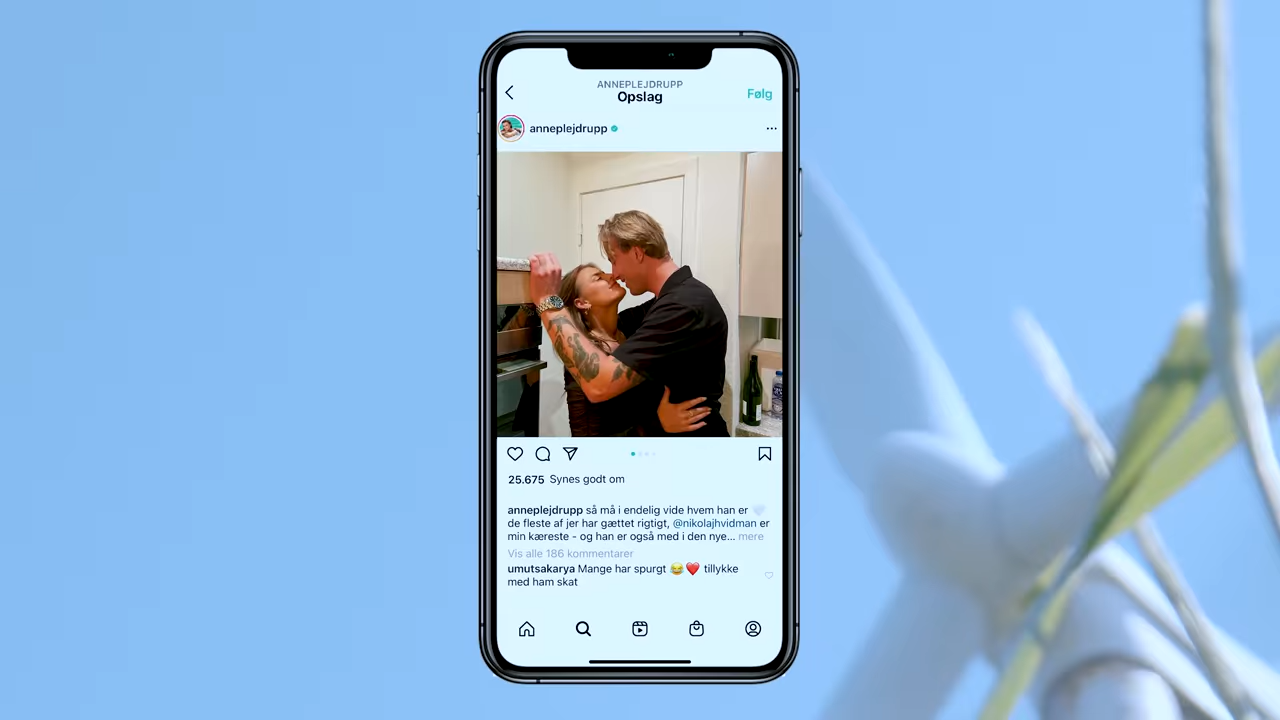 ANNEPLEJDRUPP
Opslag
Følg
anneplejdrupp
25.675 Synes godt om
anneplejdrupp så må i endelig vide hvem han er 🤍
de fleste af jer har gættet rigtigt, @nikolajhvidman er
min kæreste - og han er også med i den nye... mere
Vis alle 186 kommentarer
umutsakarya Mange har spurgt 😂❤️ tillykke
med ham skat